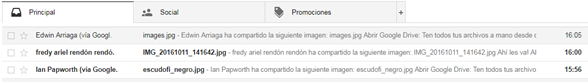 Principal Social Promociones +
Edwin Arriaga (vía Googl. images.jpg - Edwin Arriaga ha compartido la siguiente imagen: images.jpg Abrir Google Drive: Ten todos tus archivos a mano desde c 16:05
fredy ariel rendón rendó. IMG_20161011_141642.jpg - fredy ariel rendón rendón ha compartido la siguiente imagen: IMG_20161011_141642.jpg Ahí les va! Al 16:00
Ian Papworth (vía Google. escudofi_negro.jpg - Ian Papworth ha compartido la siguiente imagen: escudofi_negro.jpg Abrir Google Drive: Ten todos tus archivos 15:56